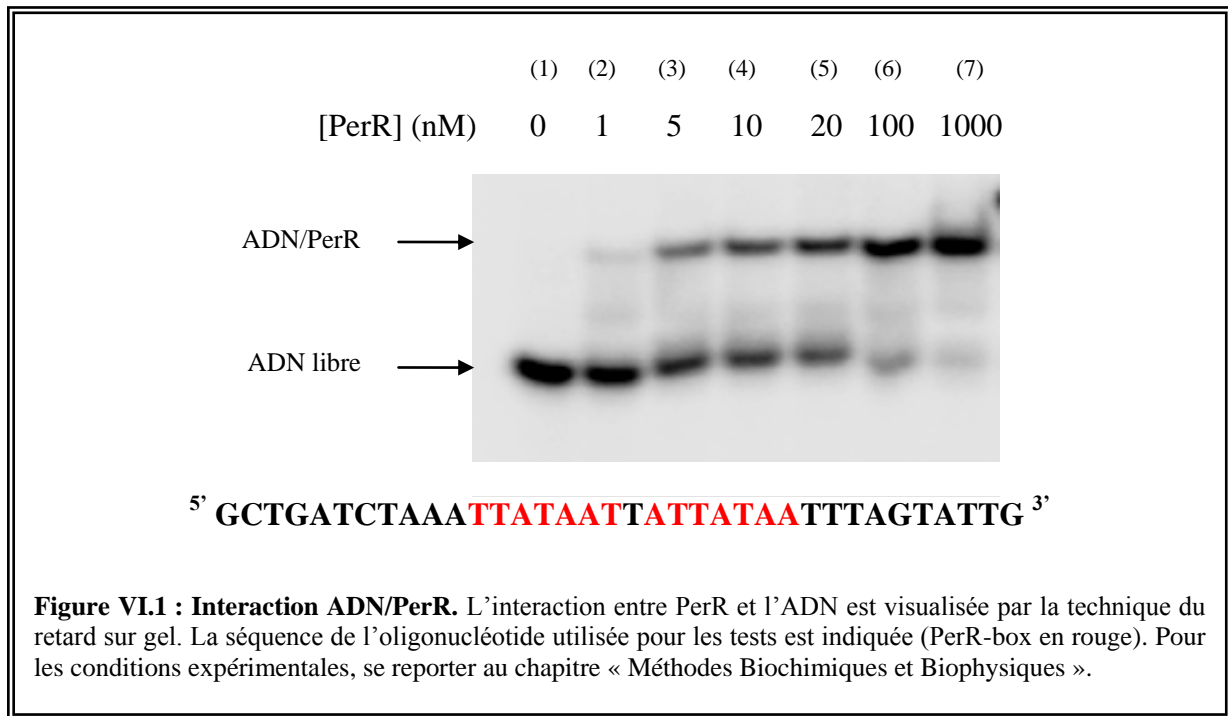 (1) (2) (3) (4) (5) (6) (7)
[PerR] (nM) 0 1 5 10 20 100 1000
ADN/PerR
ADN libre
5’ GCTGATCTAAATTATAATTATTATAATTTAGTATTG 3’
Figure VI.1 : Interaction ADN/PerR. L’interaction entre PerR et l’ADN est visualisée par la technique du
retard sur gel. La séquence de l’oligonucléotide utilisée pour les tests est indiquée (PerR-box en rouge). Pour
les conditions expérimentales, se reporter au chapitre « Méthodes Biochimiques et Biophysiques ».